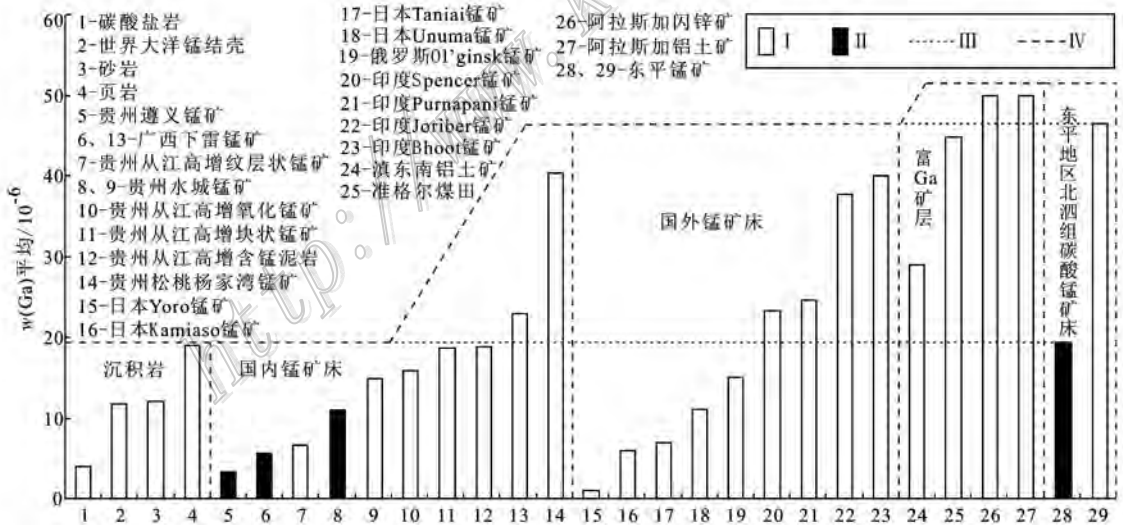 60
50
40
30
20
10
0
w(Ga)平均/10⁻⁶
1-碳酸盐岩
2-世界大洋锰结壳
3-砂岩
4-页岩
5-贵州遵义锰矿
6、13-广西下雷锰矿
7-贵州从江高增纹层状锰矿
8、9-贵州水城锰矿
10-贵州从江高增氧化锰矿
11-贵州从江高增块状锰矿
12-贵州从江高增含锰泥岩
14-贵州松桃杨家湾锰矿
15-日本Yoro锰矿
16-日本Kamiaso锰矿
17-日本Taniai锰矿
18-日本Unuma锰矿
19-俄罗斯Ol'ginsk锰矿
20-印度Spencer锰矿
21-印度Purnapani锰矿
22-印度Joriber锰矿
23-印度Bhoot锰矿
24-滇东南铝土矿
25-准格尔煤田
26-阿拉斯加闪锌矿
27-阿拉斯加铝土矿
28、29-东平锰矿
Ⅰ Ⅱ Ⅲ Ⅳ
沉积岩
国内锰矿床
国外锰矿床
富Ga矿层
东平地区北泗组碳酸锰矿床
1 2 3 4 5 6 7 8 9 10 11 12 13 14 15 16 17 18 19 20 21 22 23 24 25 26 27 28 29